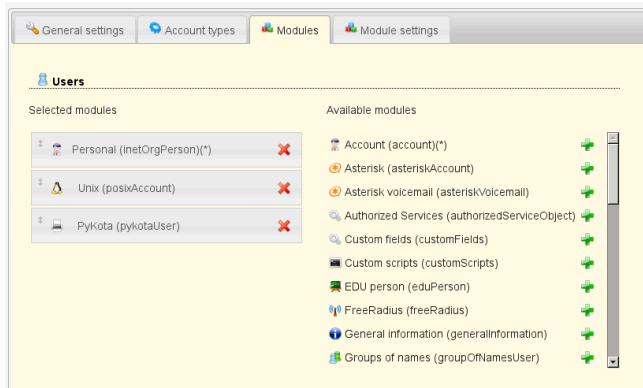 General settings
Account types
Modules
Module settings
Users
Selected modules
Personal (inetOrgPerson)(*)
Unix (posixAccount)
PyKota (pykotaUser)
Available modules
Account (account)(*)
Asterisk (asteriskAccount)
Asterisk voicemail (asteriskVoicemail)
Authorized Services (authorizedServiceObject)
Custom fields (customFields)
Custom scripts (customScripts)
EDU person (eduPerson)
FreeRadius (freeRadius)
General information (generalInformation)
Groups of names (groupOfNamesUser)